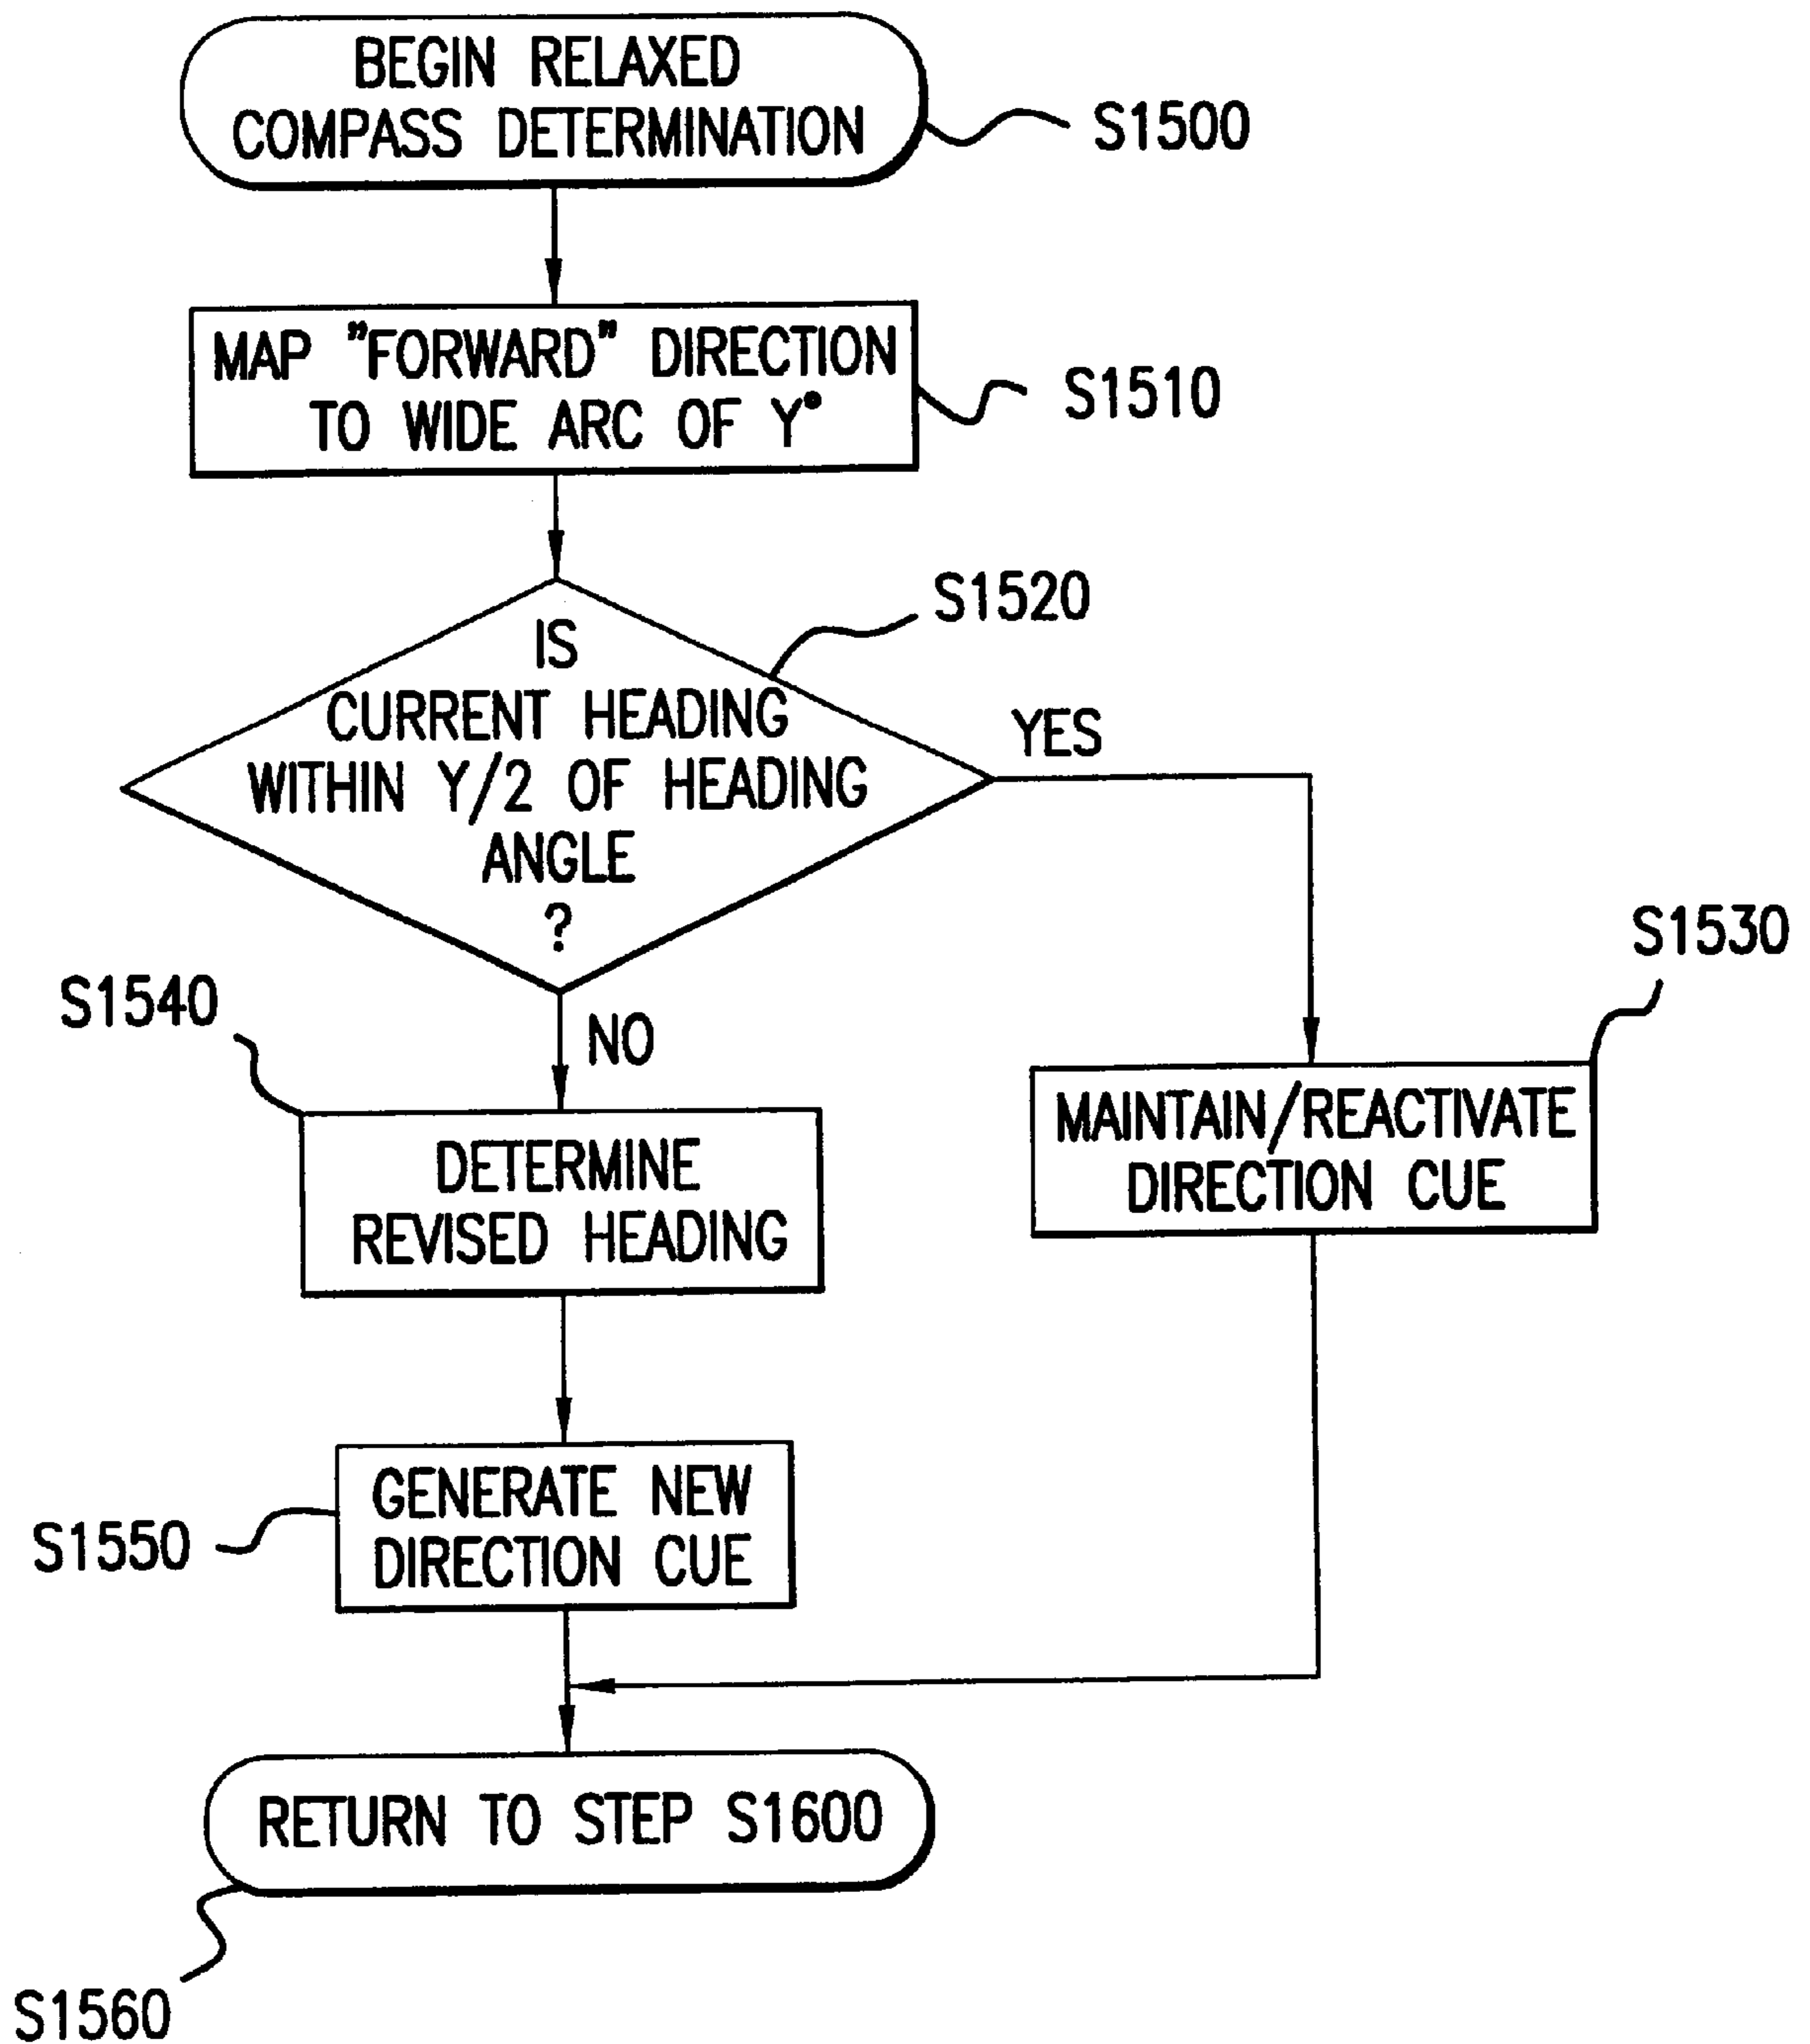 BEGIN RELAXED
COMPASS DETERMINATION
S1500
MAP "FORWARD" DIRECTION
TO WIDE ARC OF Y°
S1510
S1520
IS
CURRENT HEADING
WITHIN Y/2 OF HEADING
ANGLE
?
YES
S1530
S1540
NO
MAINTAIN/REACTIVATE
DIRECTION CUE
DETERMINE
REVISED HEADING
GENERATE NEW
DIRECTION CUE
S1550
RETURN TO STEP S1600
S1560